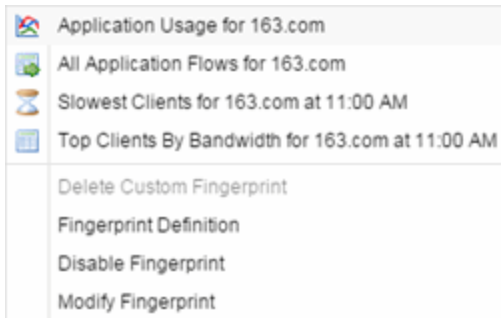 Application Usage for 163.com
All Application Flows for 163.com
Slowest Clients for 163.com at 11:00 AM
Top Clients By Bandwidth for 163.com at 11:00 AM
Delete Custom Fingerprint
Fingerprint Definition
Disable Fingerprint
Modify Fingerprint